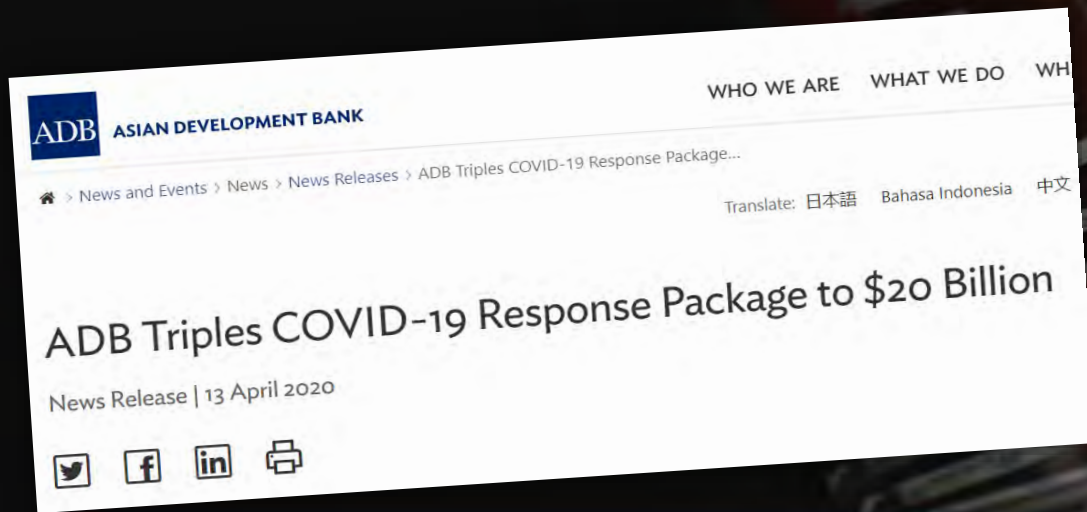 ADB ASIAN DEVELOPMENT BANK
WHO WE ARE WHAT WE DO WH
> News and Events > News > News Releases > ADB Triples COVID-19 Response Package...
Translate: 日本語 Bahasa Indonesia 中文
ADB Triples COVID-19 Response Package to $20 Billion
News Release | 13 April 2020